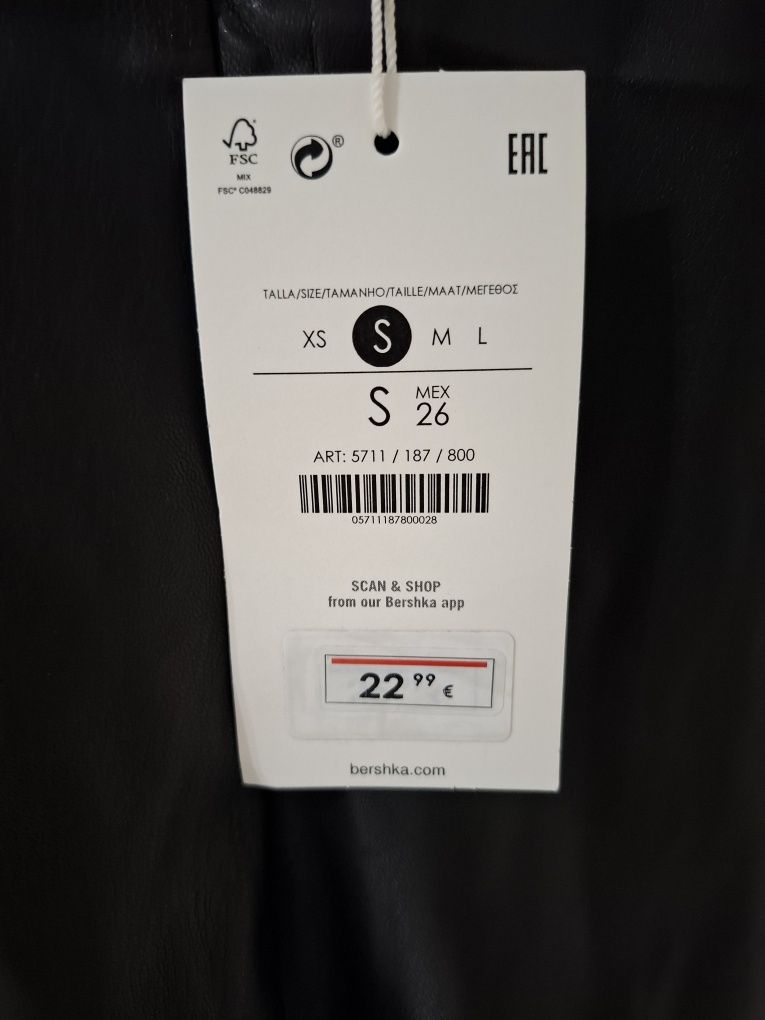 FSC
MIX
FSC® C048829
®
EAC
TALLA/SIZE/TAMANHO/TAILLE/MAAT/ΜΕΓΕΘΟΣ
XS S M L
S MEX 26
ART: 5711 / 187 / 800
05711187800028
SCAN & SHOP
from our Bershka app
22 99 €
bershka.com